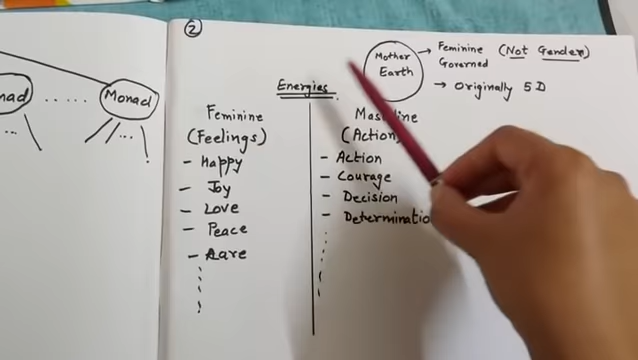 nad ...... Monad
... ...
2
Mother Earth
→ Feminine (Not Gender)
Governed
→ Originally 5D
Energies
Feminine
(Feelings)
- Happy
- Joy
- Love
- Peace
- Care
Masculine
(Action)
- Action
- Courage
- Decision
- Determinatio